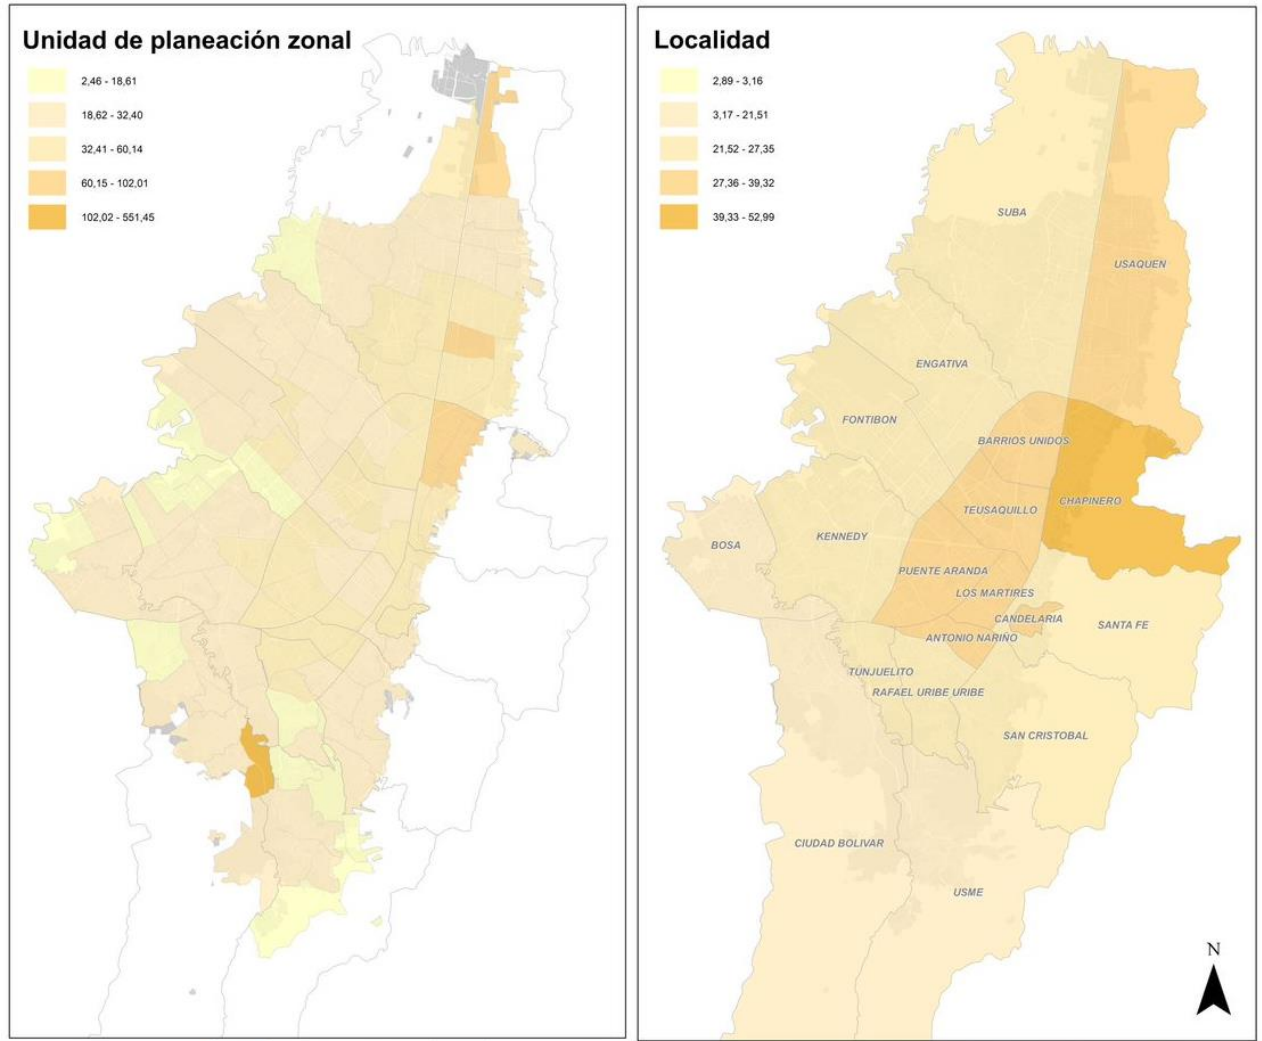 Unidad de planeación zonal
2,46 - 18,61
18,62 - 32,40
32,41 - 60,14
60,15 - 102,01
102,02 - 551,45
Localidad
2,89 - 3,16
3,17 - 21,51
21,52 - 27,35
27,36 - 39,32
39,33 - 52,99
SUBA
USAQUEN
ENGATIVA
FONTIBON
BARRIOS UNIDOS
CHAPINERO
TEUSAQUILLO
KENNEDY
BOSA
PUENTE ARANDA
LOS MARTIRES
CANDELARIA
SANTA FE
ANTONIO NARIÑO
TUNJUELITO
RAFAEL URIBE URIBE
SAN CRISTOBAL
CIUDAD BOLIVAR
USME
N